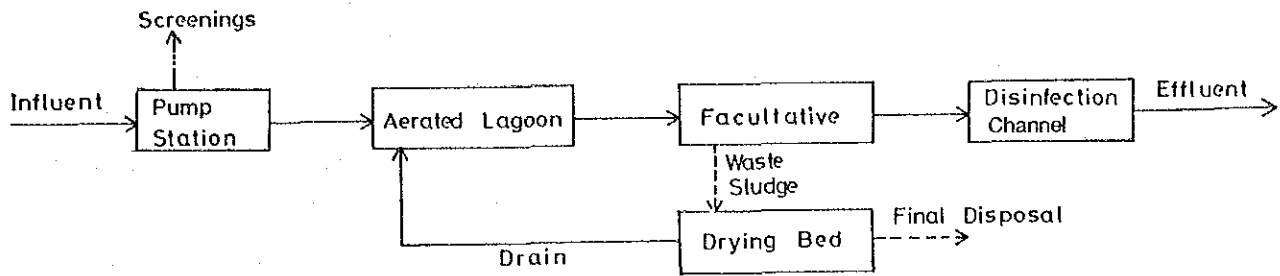 Screenings
Influent
Pump
Station
Aerated Lagoon
Facultative
Disinfection
Channel
Effluent
Waste
Sludge
Drain
Drying Bed
Final Disposal